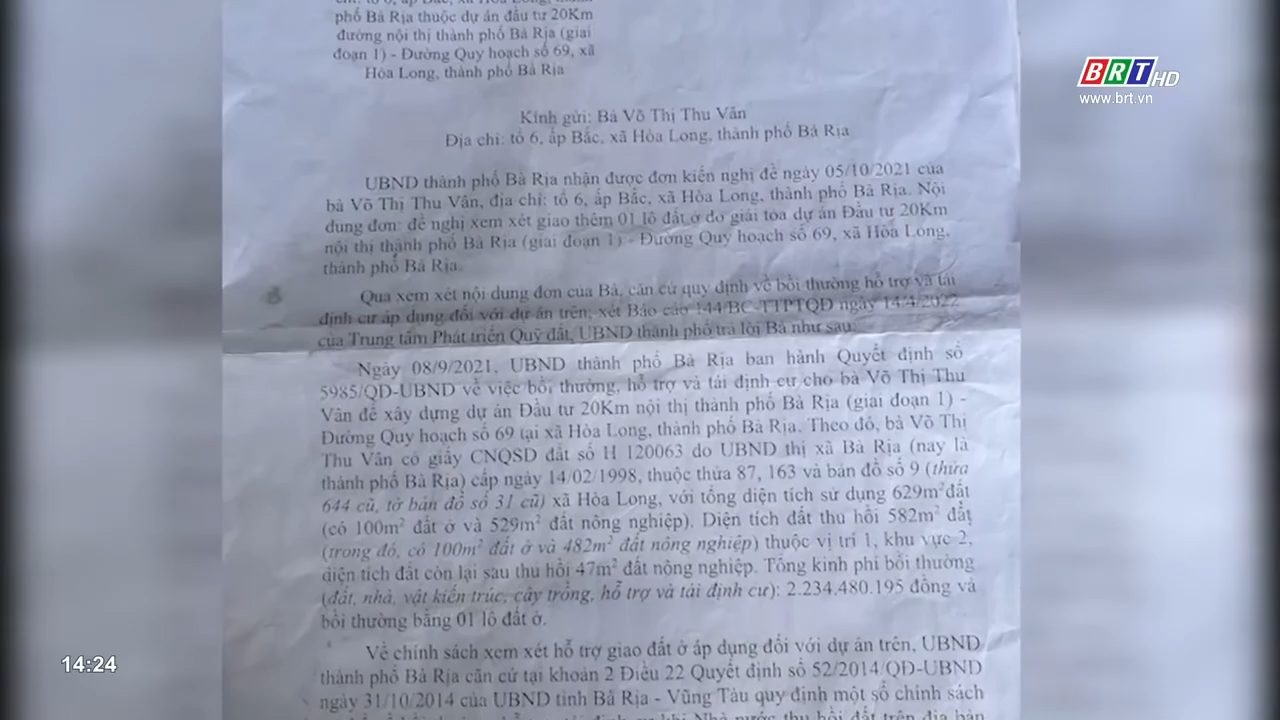 chỉ: tổ 6, ấp Bắc, xã Hòa Long,
phố Bà Rịa thuộc dự án đầu tư 20Km
đường nội thị thành phố Bà Rịa (giai
đoạn 1) - Đường Quy hoạch số 69, xã
Hòa Long, thành phố Bà Rịa
BRT HD
www.brt.vn
Kính gửi: Bà Võ Thị Thu Vân
Địa chỉ: tổ 6, ấp Bắc, xã Hòa Long, thành phố Bà Rịa
UBND thành phố Bà Rịa nhận được đơn kiến nghị đề ngày 05/10/2021 của
bà Võ Thị Thu Vân, địa chỉ: tổ 6, ấp Bắc, xã Hòa Long, thành phố Bà Rịa. Nội
dung đơn: đề nghị xem xét giao thêm 01 lô đất ở do giải tỏa dự án Đầu tư 20Km
nội thị thành phố Bà Rịa (giai đoạn 1) - Đường Quy hoạch số 69, xã Hòa Long,
thành phố Bà Rịa.
Qua xem xét nội dung đơn của Bà, căn cứ quy định về bồi thường hỗ trợ và tái
định cư áp dụng đối với dự án trên; xét Báo cáo 144/BC-TTPTQD ngày 14/4/2022
của Trung tâm Phát triển Quỹ đất, UBND thành phố trả lời Bà như sau:
Ngày 08/9/2021, UBND thành phố Bà Rịa ban hành Quyết định số
5985/QĐ-UBND về việc bồi thường, hỗ trợ và tái định cư cho bà Võ Thị Thu
Vân để xây dựng dự án Đầu tư 20Km nội thị thành phố Bà Rịa (giai đoạn 1) -
Đường Quy hoạch số 69 tại xã Hòa Long, thành phố Bà Rịa. Theo đó, bà Võ Thị
Thu Vân có giấy CNQSD đất số H 120063 do UBND thị xã Bà Rịa (nay là
thành phố Bà Rịa) cấp ngày 14/02/1998, thuộc thửa 87, 163 và bản đồ số 9 (thửa
644 cũ, tờ bản đồ số 31 cũ) xã Hòa Long, với tổng diện tích sử dụng 629m² đất
(có 100m² đất ở và 529m² đất nông nghiệp). Diện tích đất thu hồi 582m² đất
(trong đó, có 100m² đất ở và 482m² đất nông nghiệp) thuộc vị trí 1, khu vực 2,
diện tích đất còn lại sau thu hồi 47m² đất nông nghiệp. Tổng kinh phí bồi thường
(đất, nhà, vật kiến trúc, cây trồng, hỗ trợ và tái định cư): 2.234.480.195 đồng và
bồi thường bằng 01 lô đất ở.
Về chính sách xem xét hỗ trợ giao đất ở áp dụng đối với dự án trên, UBND
thành phố Bà Rịa căn cứ tại khoản 2 Điều 22 Quyết định số 52/2014/QĐ-UBND
ngày 31/10/2014 của UBND tỉnh Bà Rịa - Vũng Tàu quy định một số chính sách
khi Nhà nước thu hồi đất trên địa bàn
14:24